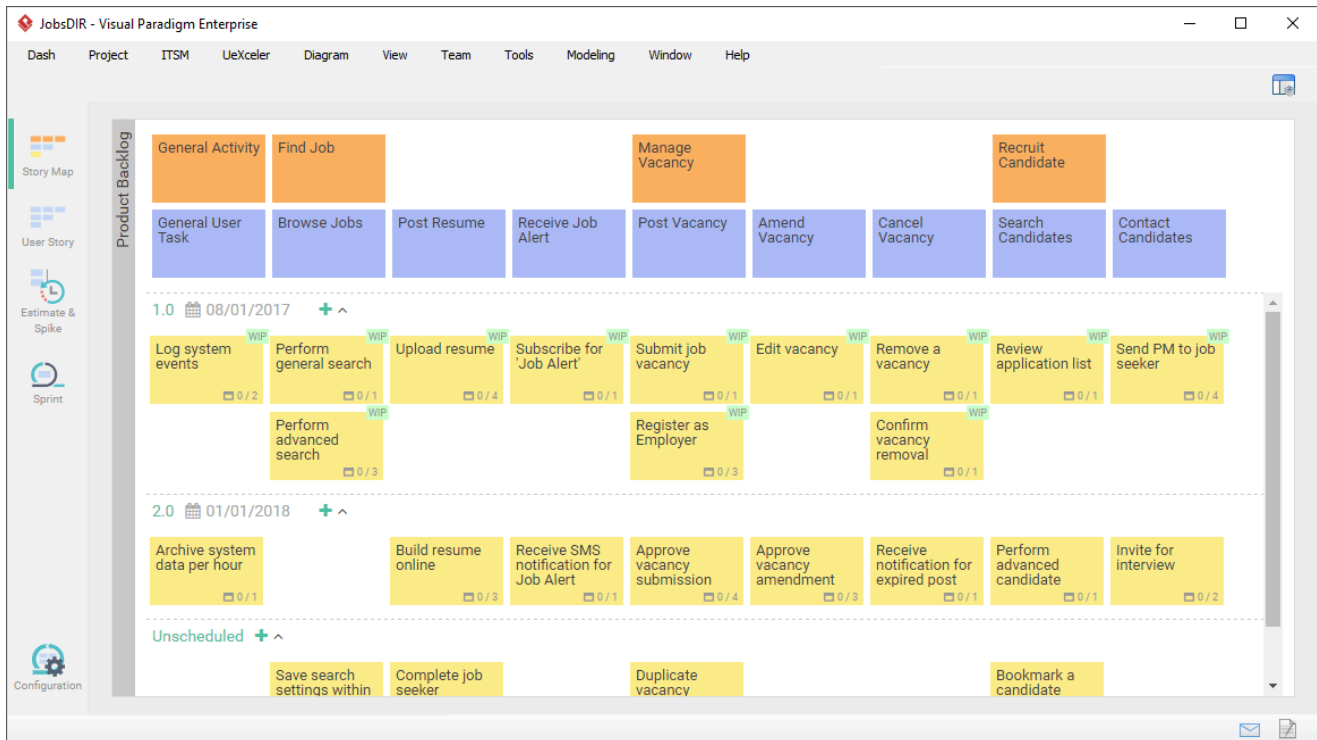 JobsDIR - Visual Paradigm Enterprise
Dash Project ITSM UeXceler Diagram View Team Tools Modeling Window Help
Story Map
User Story
Estimate &
Spike
Sprint
Configuration
Product Backlog
General Activity
Find Job
Manage
Vacancy
Recruit
Candidate
General User
Task
Browse Jobs
Post Resume
Receive Job
Alert
Post Vacancy
Amend
Vacancy
Cancel
Vacancy
Search
Candidates
Contact
Candidates
1.0 08/01/2017
WIP
Log system
events
0 / 2
WIP
Perform
general search
0 / 1
WIP
Upload resume
0 / 4
WIP
Subscribe for
'Job Alert'
0 / 1
WIP
Submit job
vacancy
0 / 1
WIP
Edit vacancy
0 / 1
WIP
Remove a
vacancy
0 / 1
WIP
Review
application list
0 / 1
WIP
Send PM to job
seeker
0 / 4
WIP
Perform
advanced
search
0 / 3
WIP
Register as
Employer
0 / 3
WIP
Confirm
vacancy
removal
0 / 1
2.0 01/01/2018
Archive system
data per hour
0 / 1
Build resume
online
0 / 3
Receive SMS
notification for
Job Alert
0 / 1
Approve
vacancy
submission
0 / 4
Approve
vacancy
amendment
0 / 3
Receive
notification for
expired post
0 / 1
Perform
advanced
candidate
0 / 1
Invite for
interview
0 / 2
Unscheduled
Save search
settings within
Complete job
seeker
Duplicate
vacancy
Bookmark a
candidate